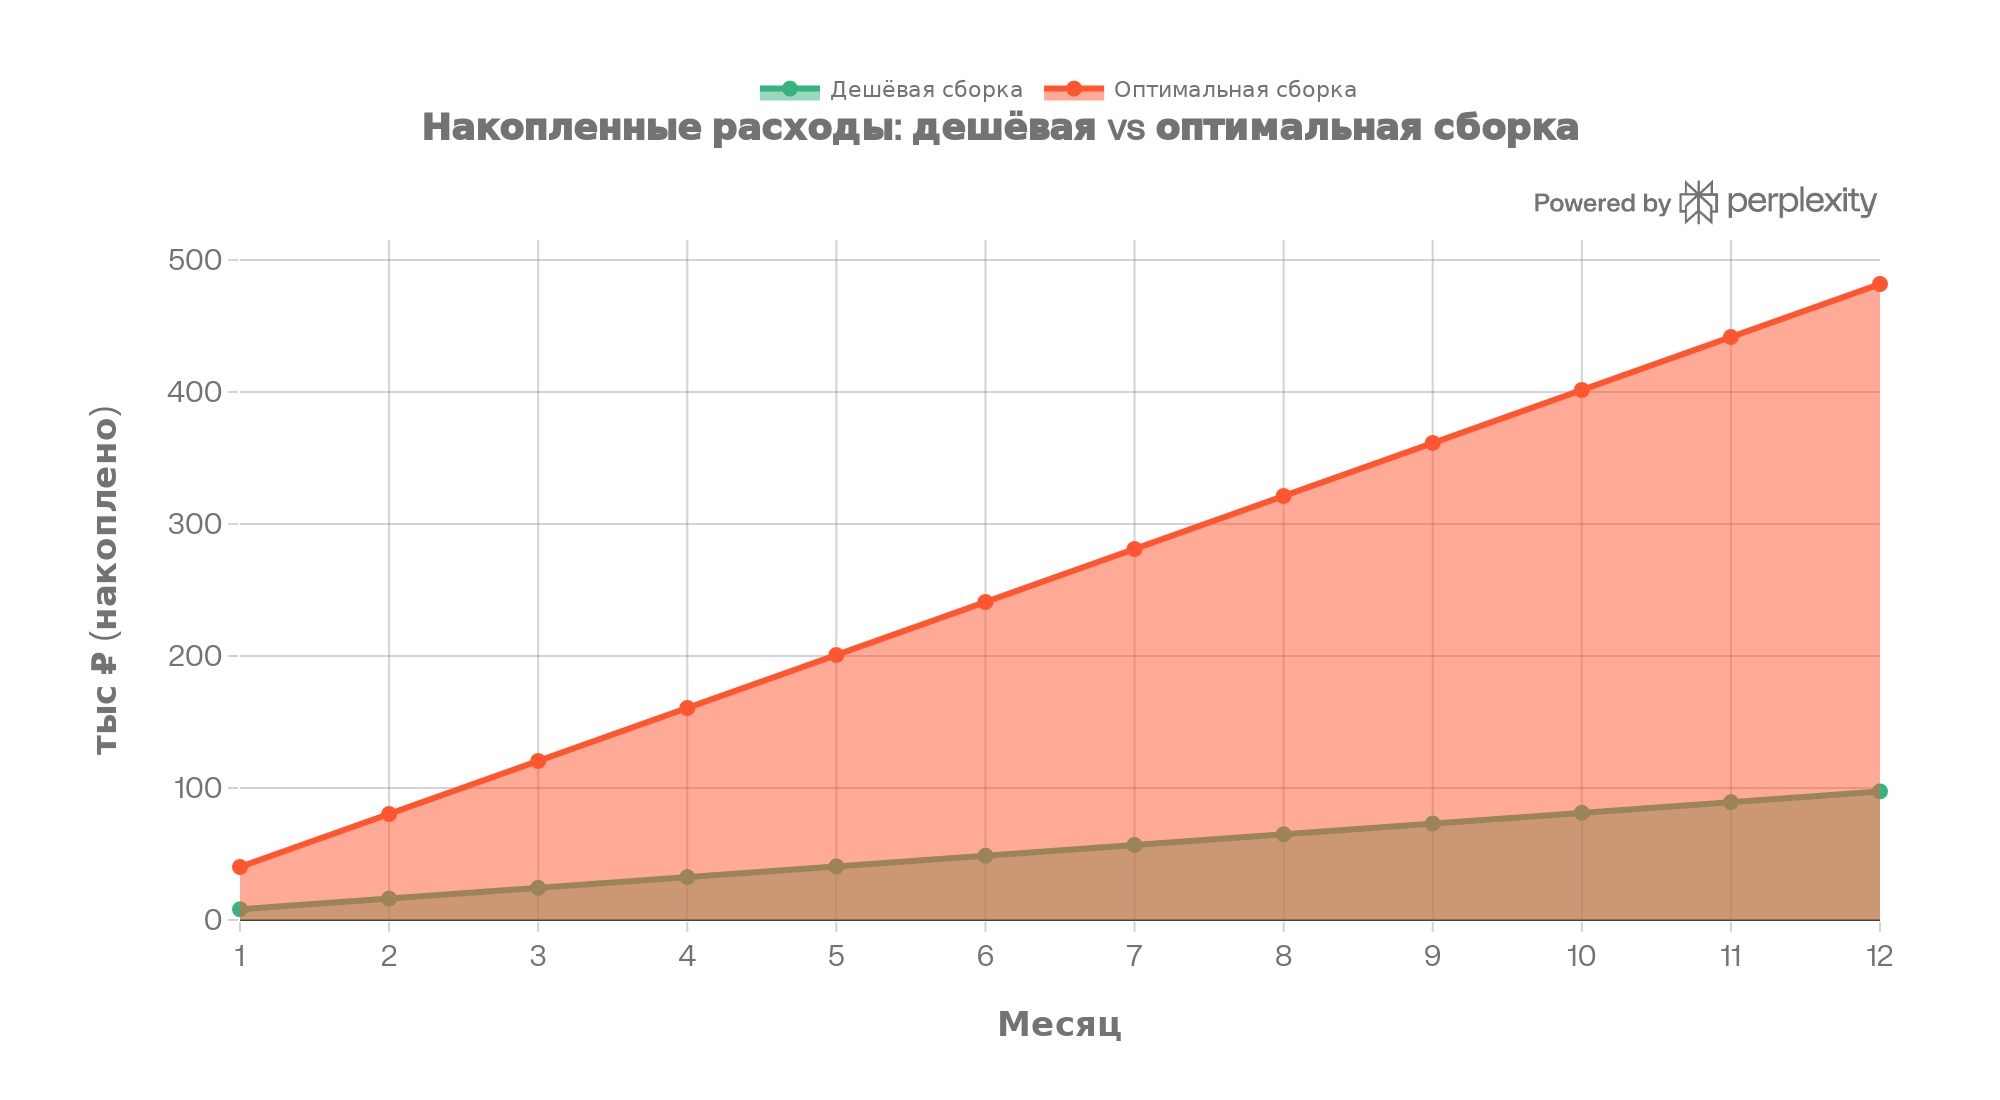 Дешёвая сборка
Оптимальная сборка
Накопленные расходы: дешёвая vs оптимальная сборка
Powered by perplexity
тыс ₽ (накоплено)
500
400
300
200
100
0
1 2 3 4 5 6 7 8 9 10 11 12
Месяц